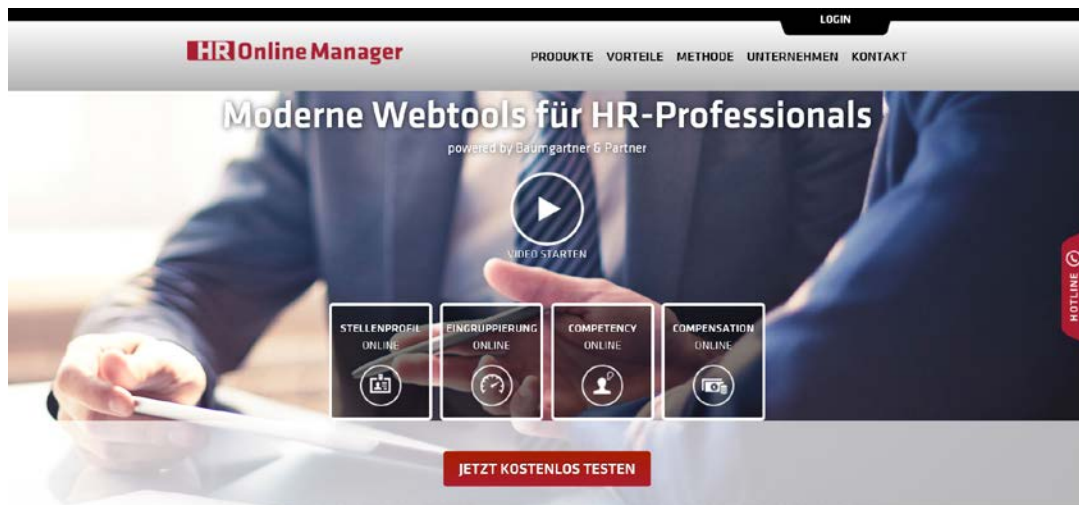 LOGIN
HR Online Manager
PRODUKTE VORTEILE METHODE UNTERNEHMEN KONTAKT
Moderne Webtools für HR-Professionals
powered by Baumgartner & Partner
VIDEO STARTEN
HOTLINE
STELLENPROFIL
ONLINE
EINGRUPPIERUNG
ONLINE
COMPETENCY
ONLINE
COMPENSATION
ONLINE
JETZT KOSTENLOS TESTEN